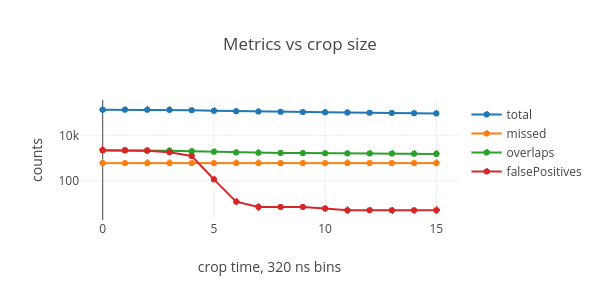 Metrics vs crop size
counts
10k
100
0
5
10
15
crop time, 320 ns bins
total
missed
overlaps
falsePositives